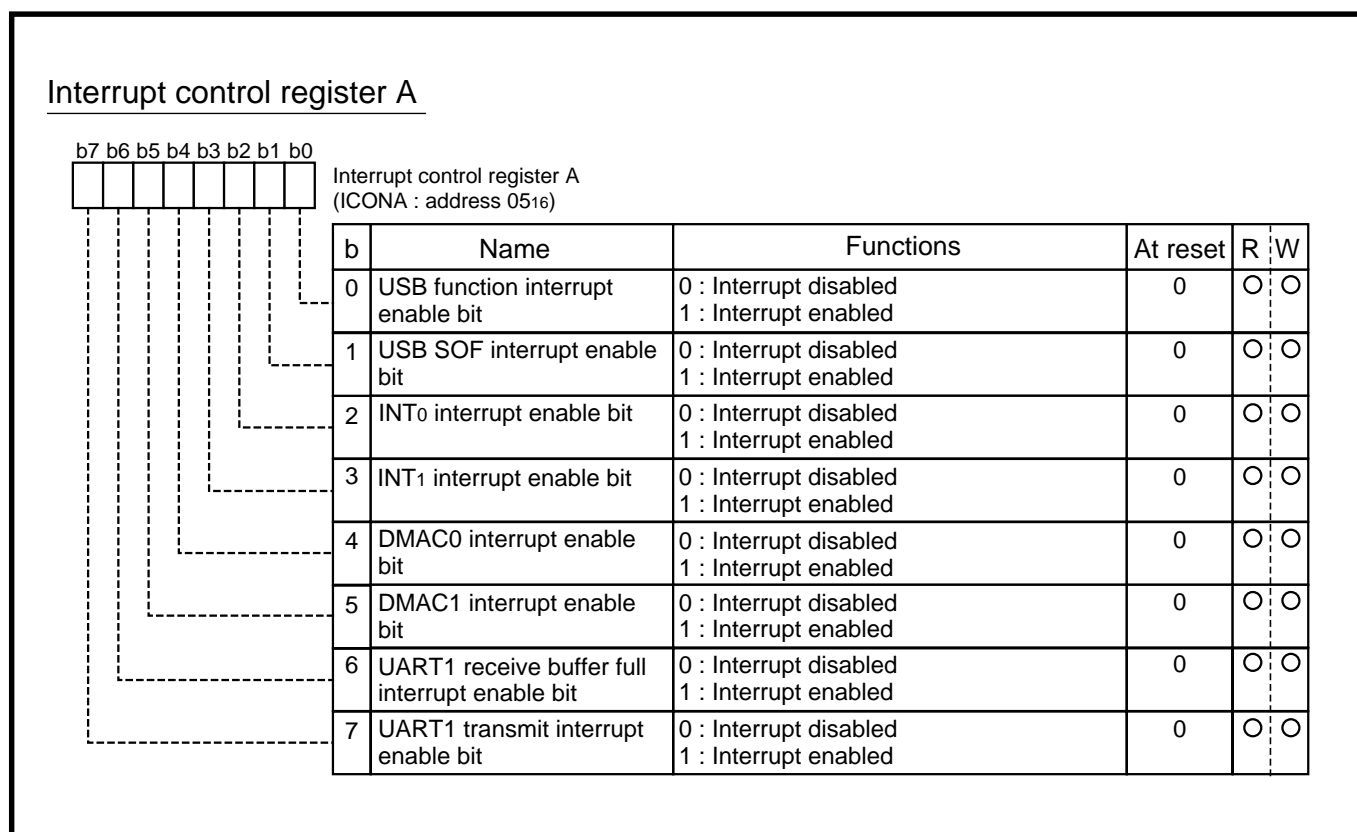 Interrupt control register A
b7 b6 b5 b4 b3 b2 b1 b0
Interrupt control register A
(ICONA : address 0516)
b Name Functions At reset R W
0 USB function interrupt 0 : Interrupt disabled 0 O O
enable bit 1 : Interrupt enabled
1 USB SOF interrupt enable 0 : Interrupt disabled 0 O O
bit 1 : Interrupt enabled
2 INT0 interrupt enable bit 0 : Interrupt disabled 0 O O
1 : Interrupt enabled
3 INT1 interrupt enable bit 0 : Interrupt disabled 0 O O
1 : Interrupt enabled
4 DMAC0 interrupt enable 0 : Interrupt disabled 0 O O
bit 1 : Interrupt enabled
5 DMAC1 interrupt enable 0 : Interrupt disabled 0 O O
bit 1 : Interrupt enabled
6 UART1 receive buffer full 0 : Interrupt disabled 0 O O
interrupt enable bit 1 : Interrupt enabled
7 UART1 transmit interrupt 0 : Interrupt disabled 0 O O
enable bit 1 : Interrupt enabled